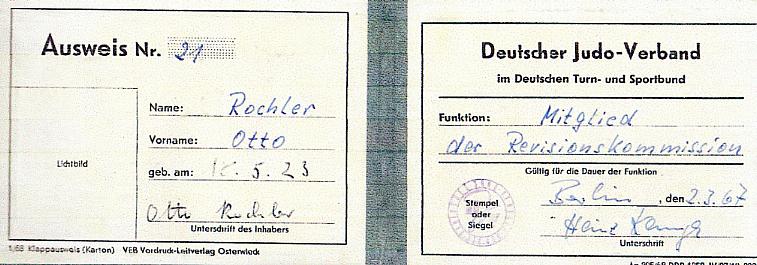 Ausweis Nr. 21
Lichtbild
Name: Rochler
Vorname: Otto
geb. am: 5.23
Otto Rochler
Unterschrift des Inhabers
1/68 Klappausweis (Karton) VEB Vordruck-Leitverlag Osterwieck
Deutscher Judo-Verband
im Deutschen Turn- und Sportbund
Funktion: Mitglied
der Revisionskommission
Gültig für die Dauer der Funktion
Berlin, den 2.3.67
Stempel
oder
Siegel
Heinz
Unterschrift